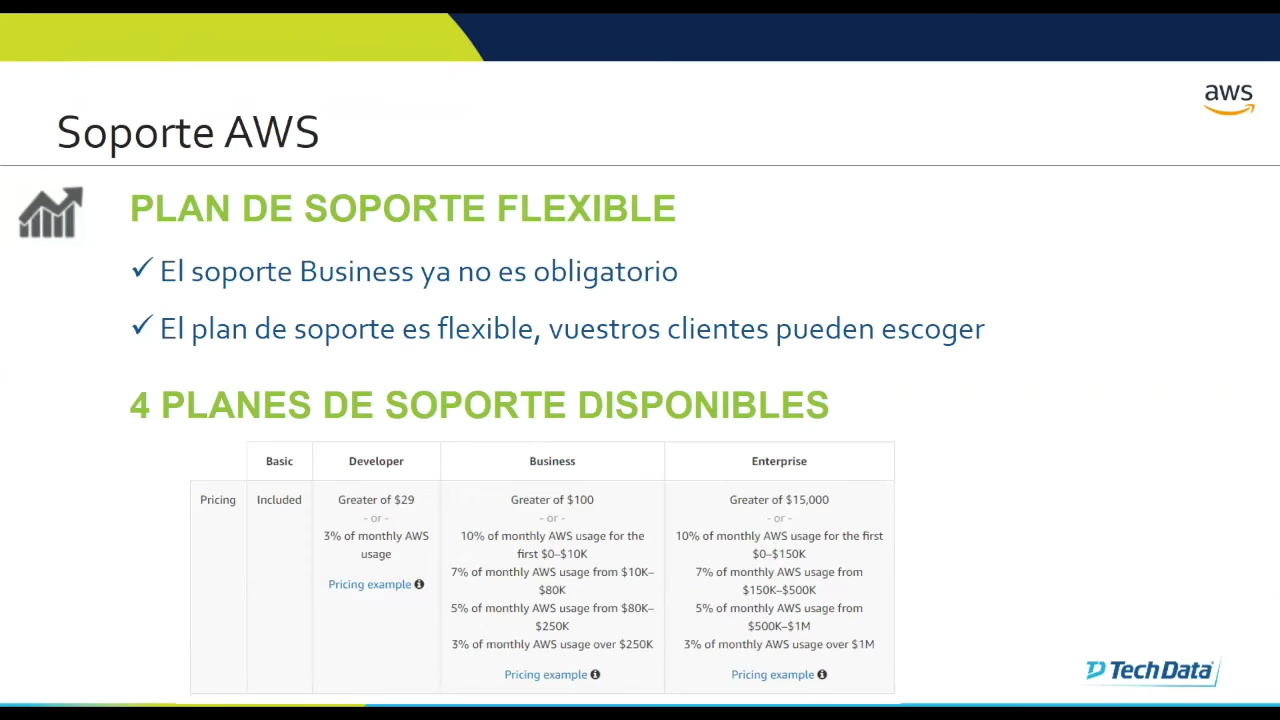 aws
Soporte AWS
PLAN DE SOPORTE FLEXIBLE
✓ El soporte Business ya no es obligatorio
✓ El plan de soporte es flexible, vuestros clientes pueden escoger
4 PLANES DE SOPORTE DISPONIBLES
Basic Developer Business Enterprise
Pricing Included Greater of $29 Greater of $100 Greater of $15,000
- or - - or - - or -
3% of monthly AWS 10% of monthly AWS usage for the 10% of monthly AWS usage for the first
usage first $0–$10K $0–$150K
7% of monthly AWS usage from $10K– 7% of monthly AWS usage from
Pricing example $80K $150K–$500K
5% of monthly AWS usage from $80K– 5% of monthly AWS usage from
$250K $500K–$1M
3% of monthly AWS usage over $250K 3% of monthly AWS usage over $1M
Pricing example Pricing example
TechData